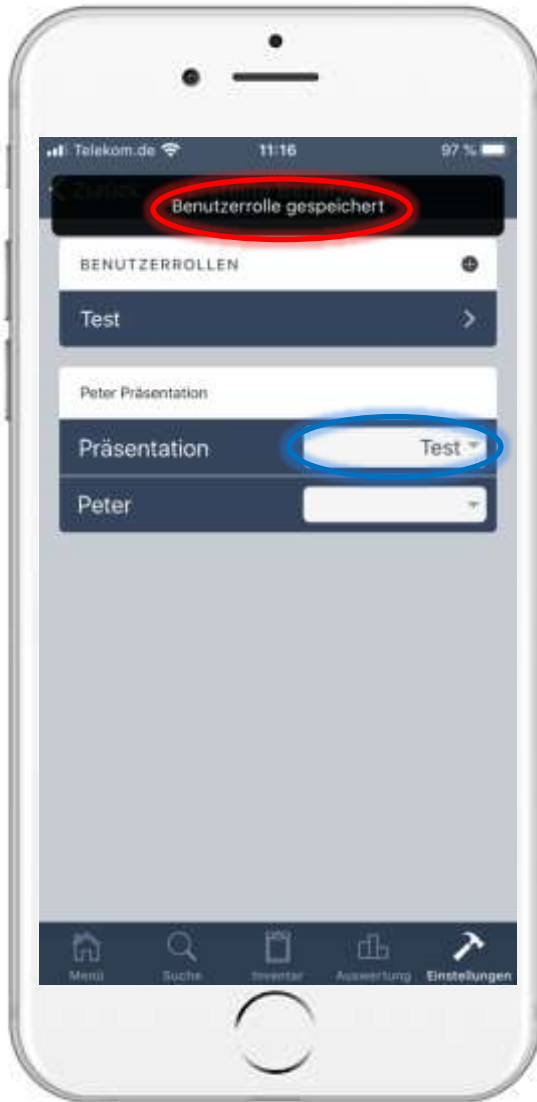 Telekom.de 11:16 97 %
Zurück
Benutzerrolle gespeichert
BENUTZERROLLEN
Test
Peter Präsentation
Präsentation Test
Peter
Menü Suche Inventar Auswertung Einstellungen